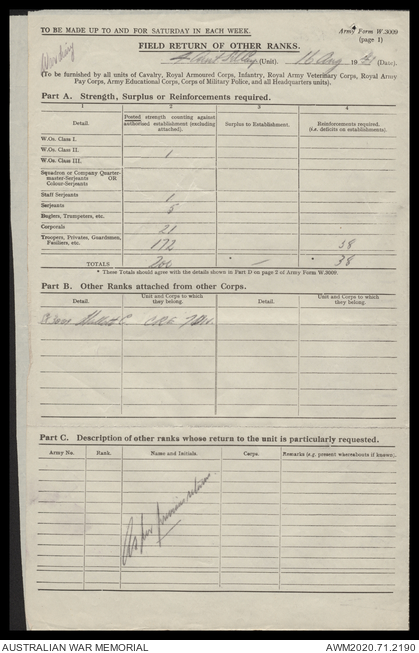 TO BE MADE UP TO AND FOR SATURDAY IN EACH WEEK.
Army Form W.3009
(page 1)
Working
FIELD RETURN OF OTHER RANKS.
(Unit). 16 Aug 19 (Date).
(To be furnished by all units of Cavalry, Royal Armoured Corps, Infantry, Royal Army Veterinary Corps, Royal Army
Pay Corps, Army Educational Corps, Corps of Military Police, and all Headquarters units).
Part A. Strength, Surplus or Reinforcements required.
1 2 3 4
Detail. Posted strength counting against authorised establishment (excluding attached). Surplus to Establishment. Reinforcements required. (i.e. deficits on establishments).
W.Os. Class I.
W.Os. Class II. 1
W.Os. Class III.
Squadron or Company Quarter-
master-Serjeants OR
Colour-Serjeants
Staff Serjeants 1
Serjeants 5
Buglers, Trumpeters, etc.
Corporals 21
Troopers, Privates, Guardsmen,
Fusiliers, etc. 172 38
TOTALS 200 * — * 38
* These Totals should agree with the details shown in Part D on page 2 of Army Form W.3009.
Part B. Other Ranks attached from other Corps.
Detail. Unit and Corps to which they belong. Detail. Unit and Corps to which they belong.
C. CRE 7 Div.
Part C. Description of other ranks whose return to the unit is particularly requested.
Army No. Rank. Name and Initials. Corps. Remarks (e.g. present whereabouts if known).
As per previous returns
AUSTRALIAN WAR MEMORIAL
AWM2020.71.2190